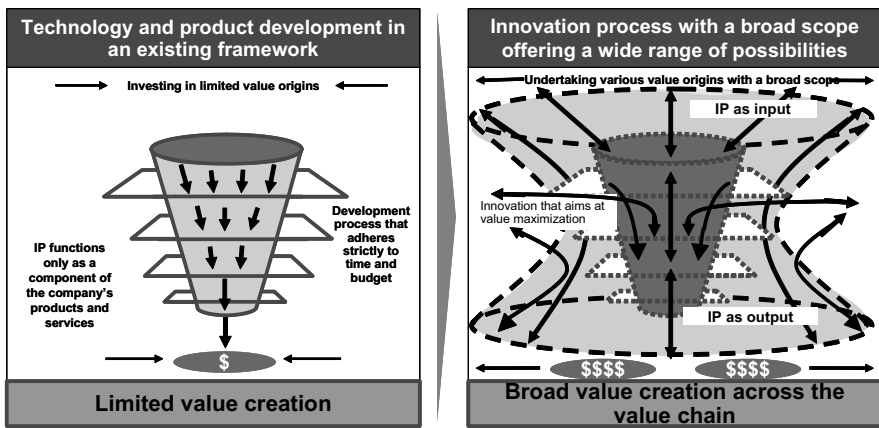 Technology and product development in
an existing framework
Investing in limited value origins
Development
process that
adheres
strictly to
time and
budget
IP functions
only as a
component of
the company's
products and
services
$
Limited value creation
Innovation process with a broad scope
offering a wide range of possibilities
Undertaking various value origins with a broad scope
IP as input
Innovation that aims at
value maximization
IP as output
$$$$ $$$$
Broad value creation across the
value chain